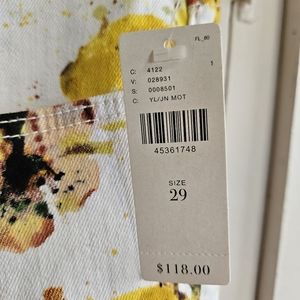 FL_80
C: 4122 1
V: 028931
S: 0008501
C: YL/JN MOT
45361748
SIZE
29
$118.00